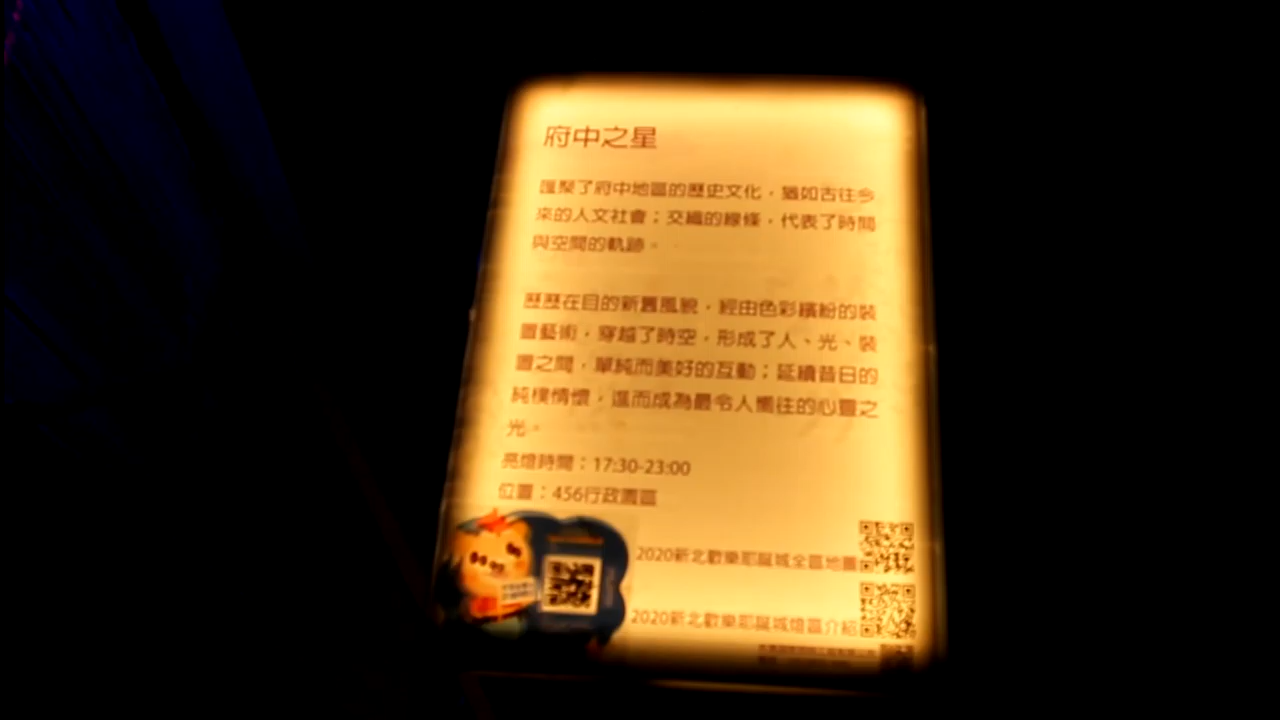 府中之星
匯聚了府中地區的歷史文化，猶如古往今
來的人文社會；交織的線條，代表了時間
與空間的軌跡。
歷歷在目的新舊風貌，經由色彩繽紛的裝
置藝術，穿越了時空，形成了人、光、裝
置之間，單純而美好的互動；延續昔日的
純樸情懷，進而成為最令人嚮往的心靈之
光。
亮燈時間：17:30-23:00
位置：456行政園區
2020新北歡樂耶誕城全區地圖
2020新北歡樂耶誕城燈區介紹